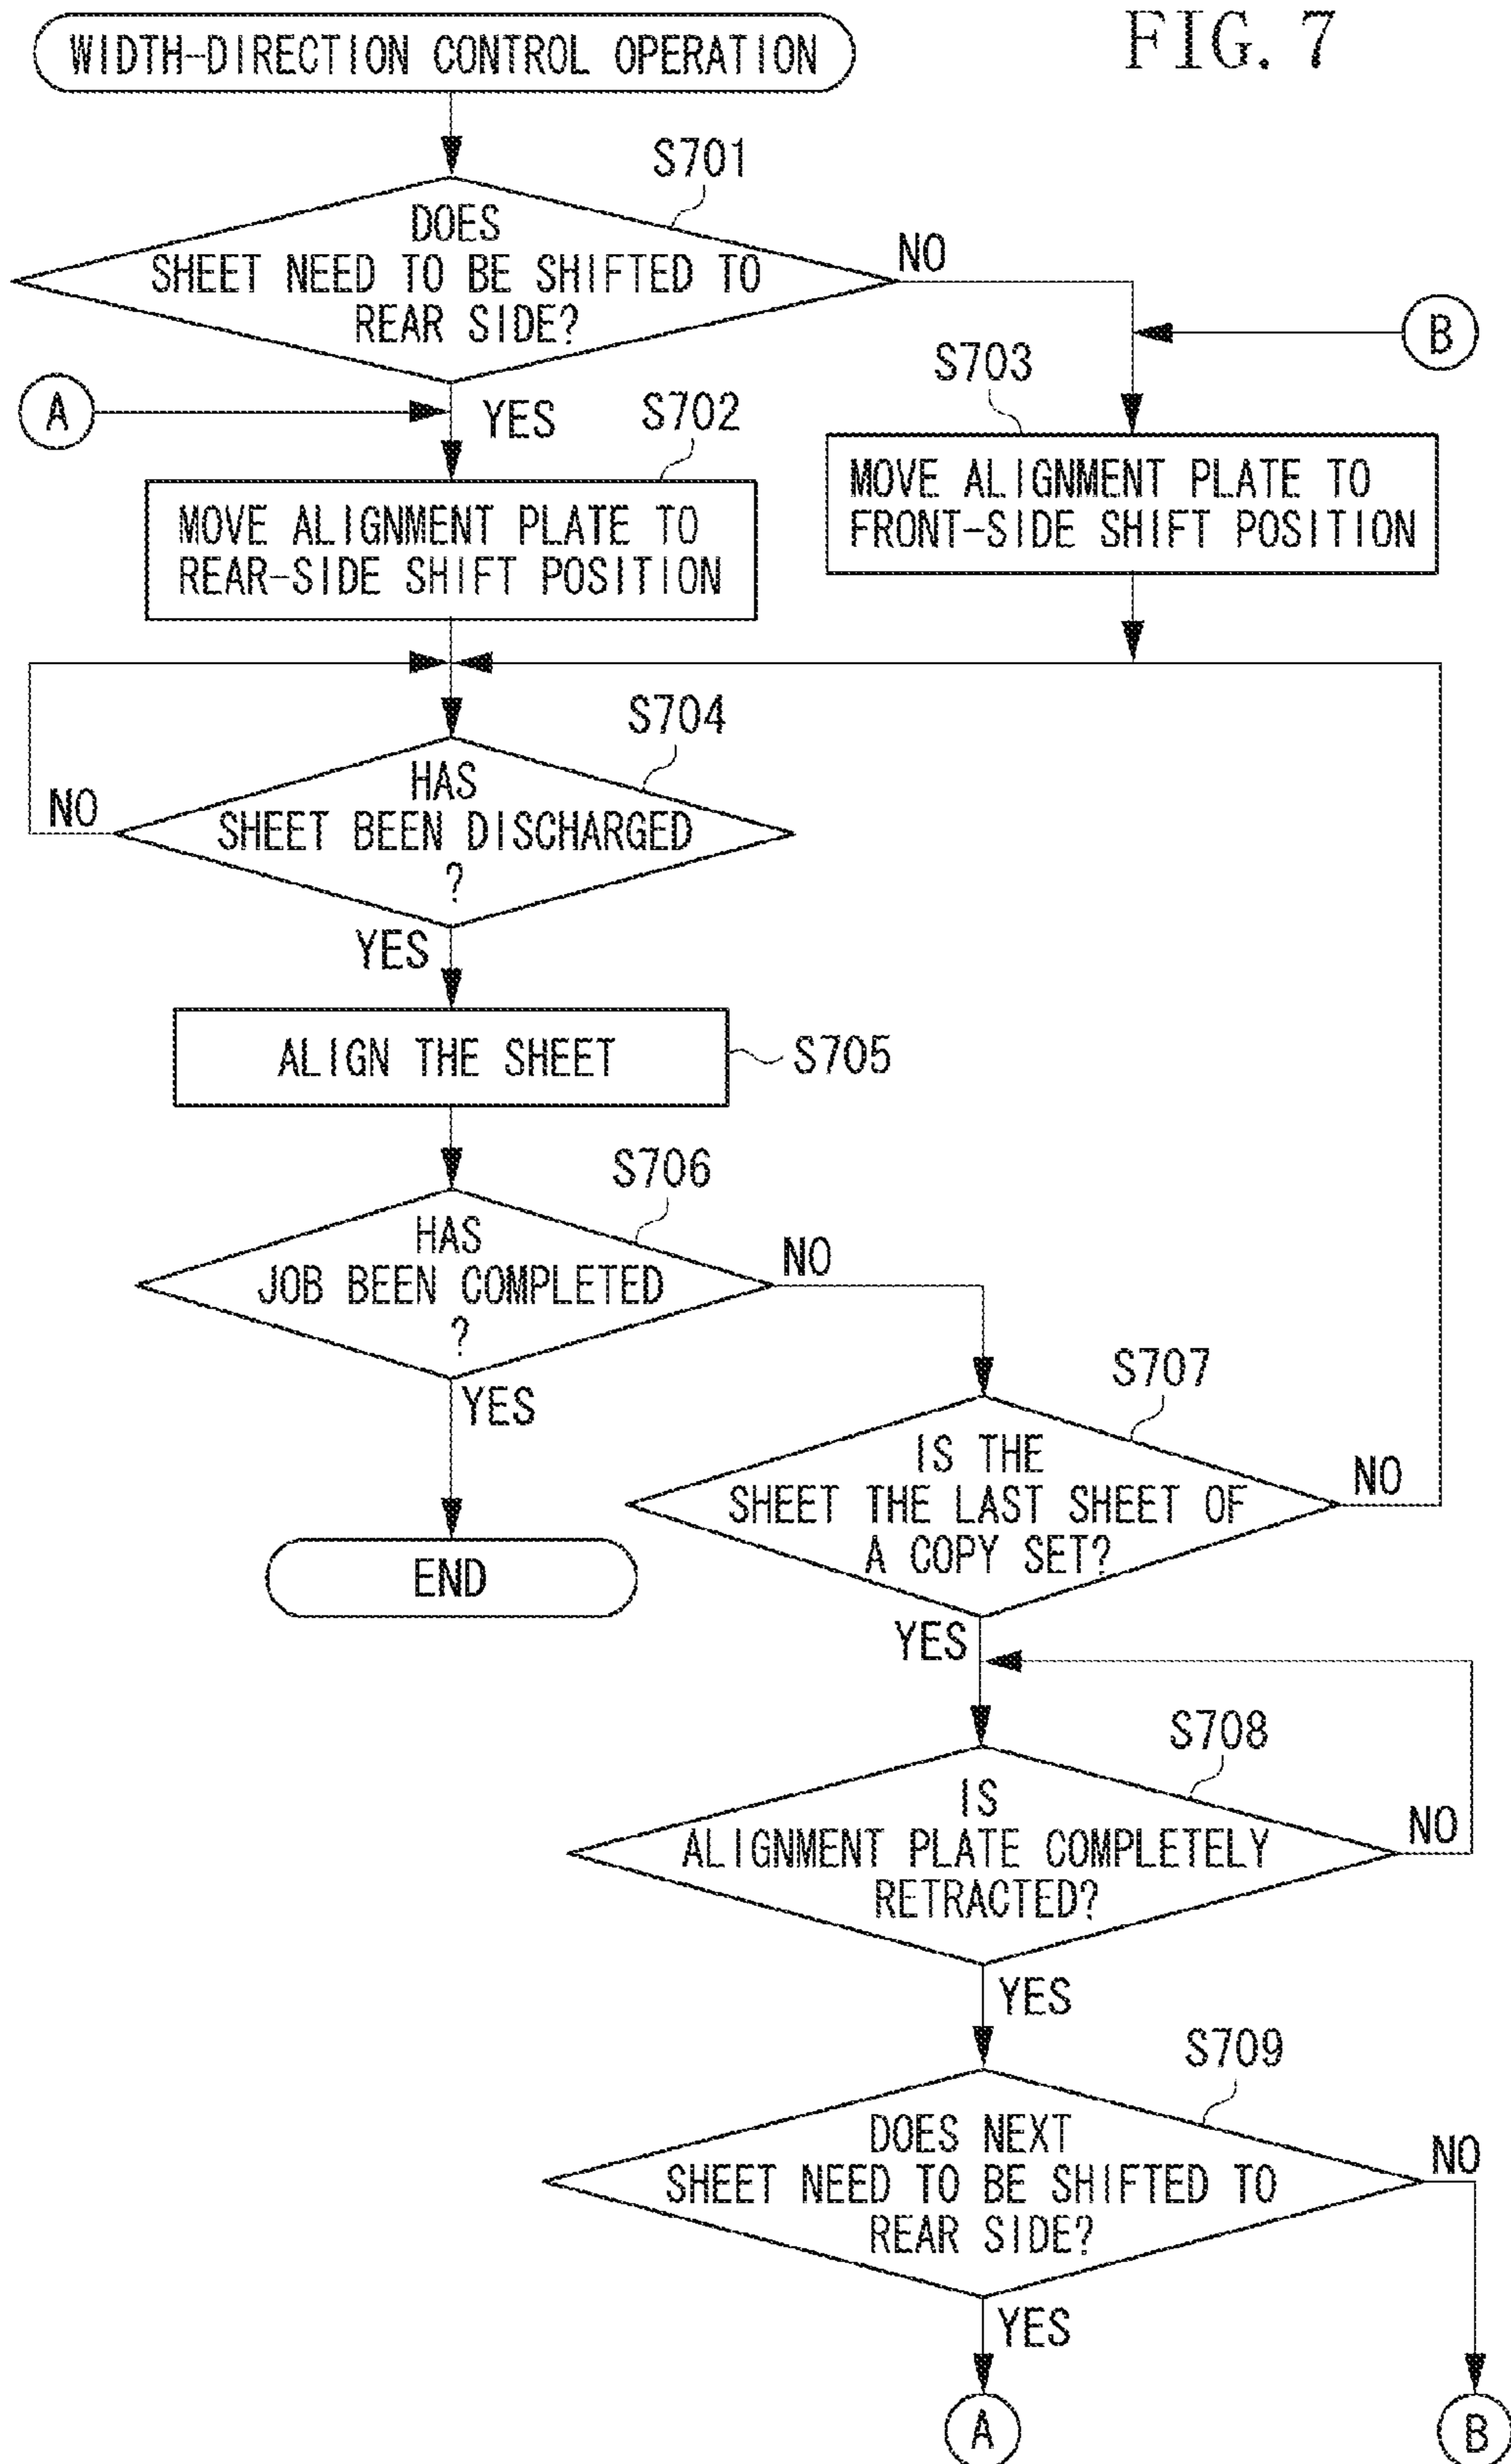 FIG. 7
WIDTH-DIRECTION CONTROL OPERATION
S701
DOES
SHEET NEED TO BE SHIFTED TO
REAR SIDE?
NO
B
A
YES
S702
S703
MOVE ALIGNMENT PLATE TO
REAR-SIDE SHIFT POSITION
MOVE ALIGNMENT PLATE TO
FRONT-SIDE SHIFT POSITION
S704
HAS
SHEET BEEN DISCHARGED
?
NO
YES
ALIGN THE SHEET
S705
S706
HAS
JOB BEEN COMPLETED
?
NO
YES
END
S707
IS THE
SHEET THE LAST SHEET OF
A COPY SET?
NO
YES
S708
IS
ALIGNMENT PLATE COMPLETELY
RETRACTED?
NO
YES
S709
DOES NEXT
SHEET NEED TO BE SHIFTED TO
REAR SIDE?
NO
YES
A
B